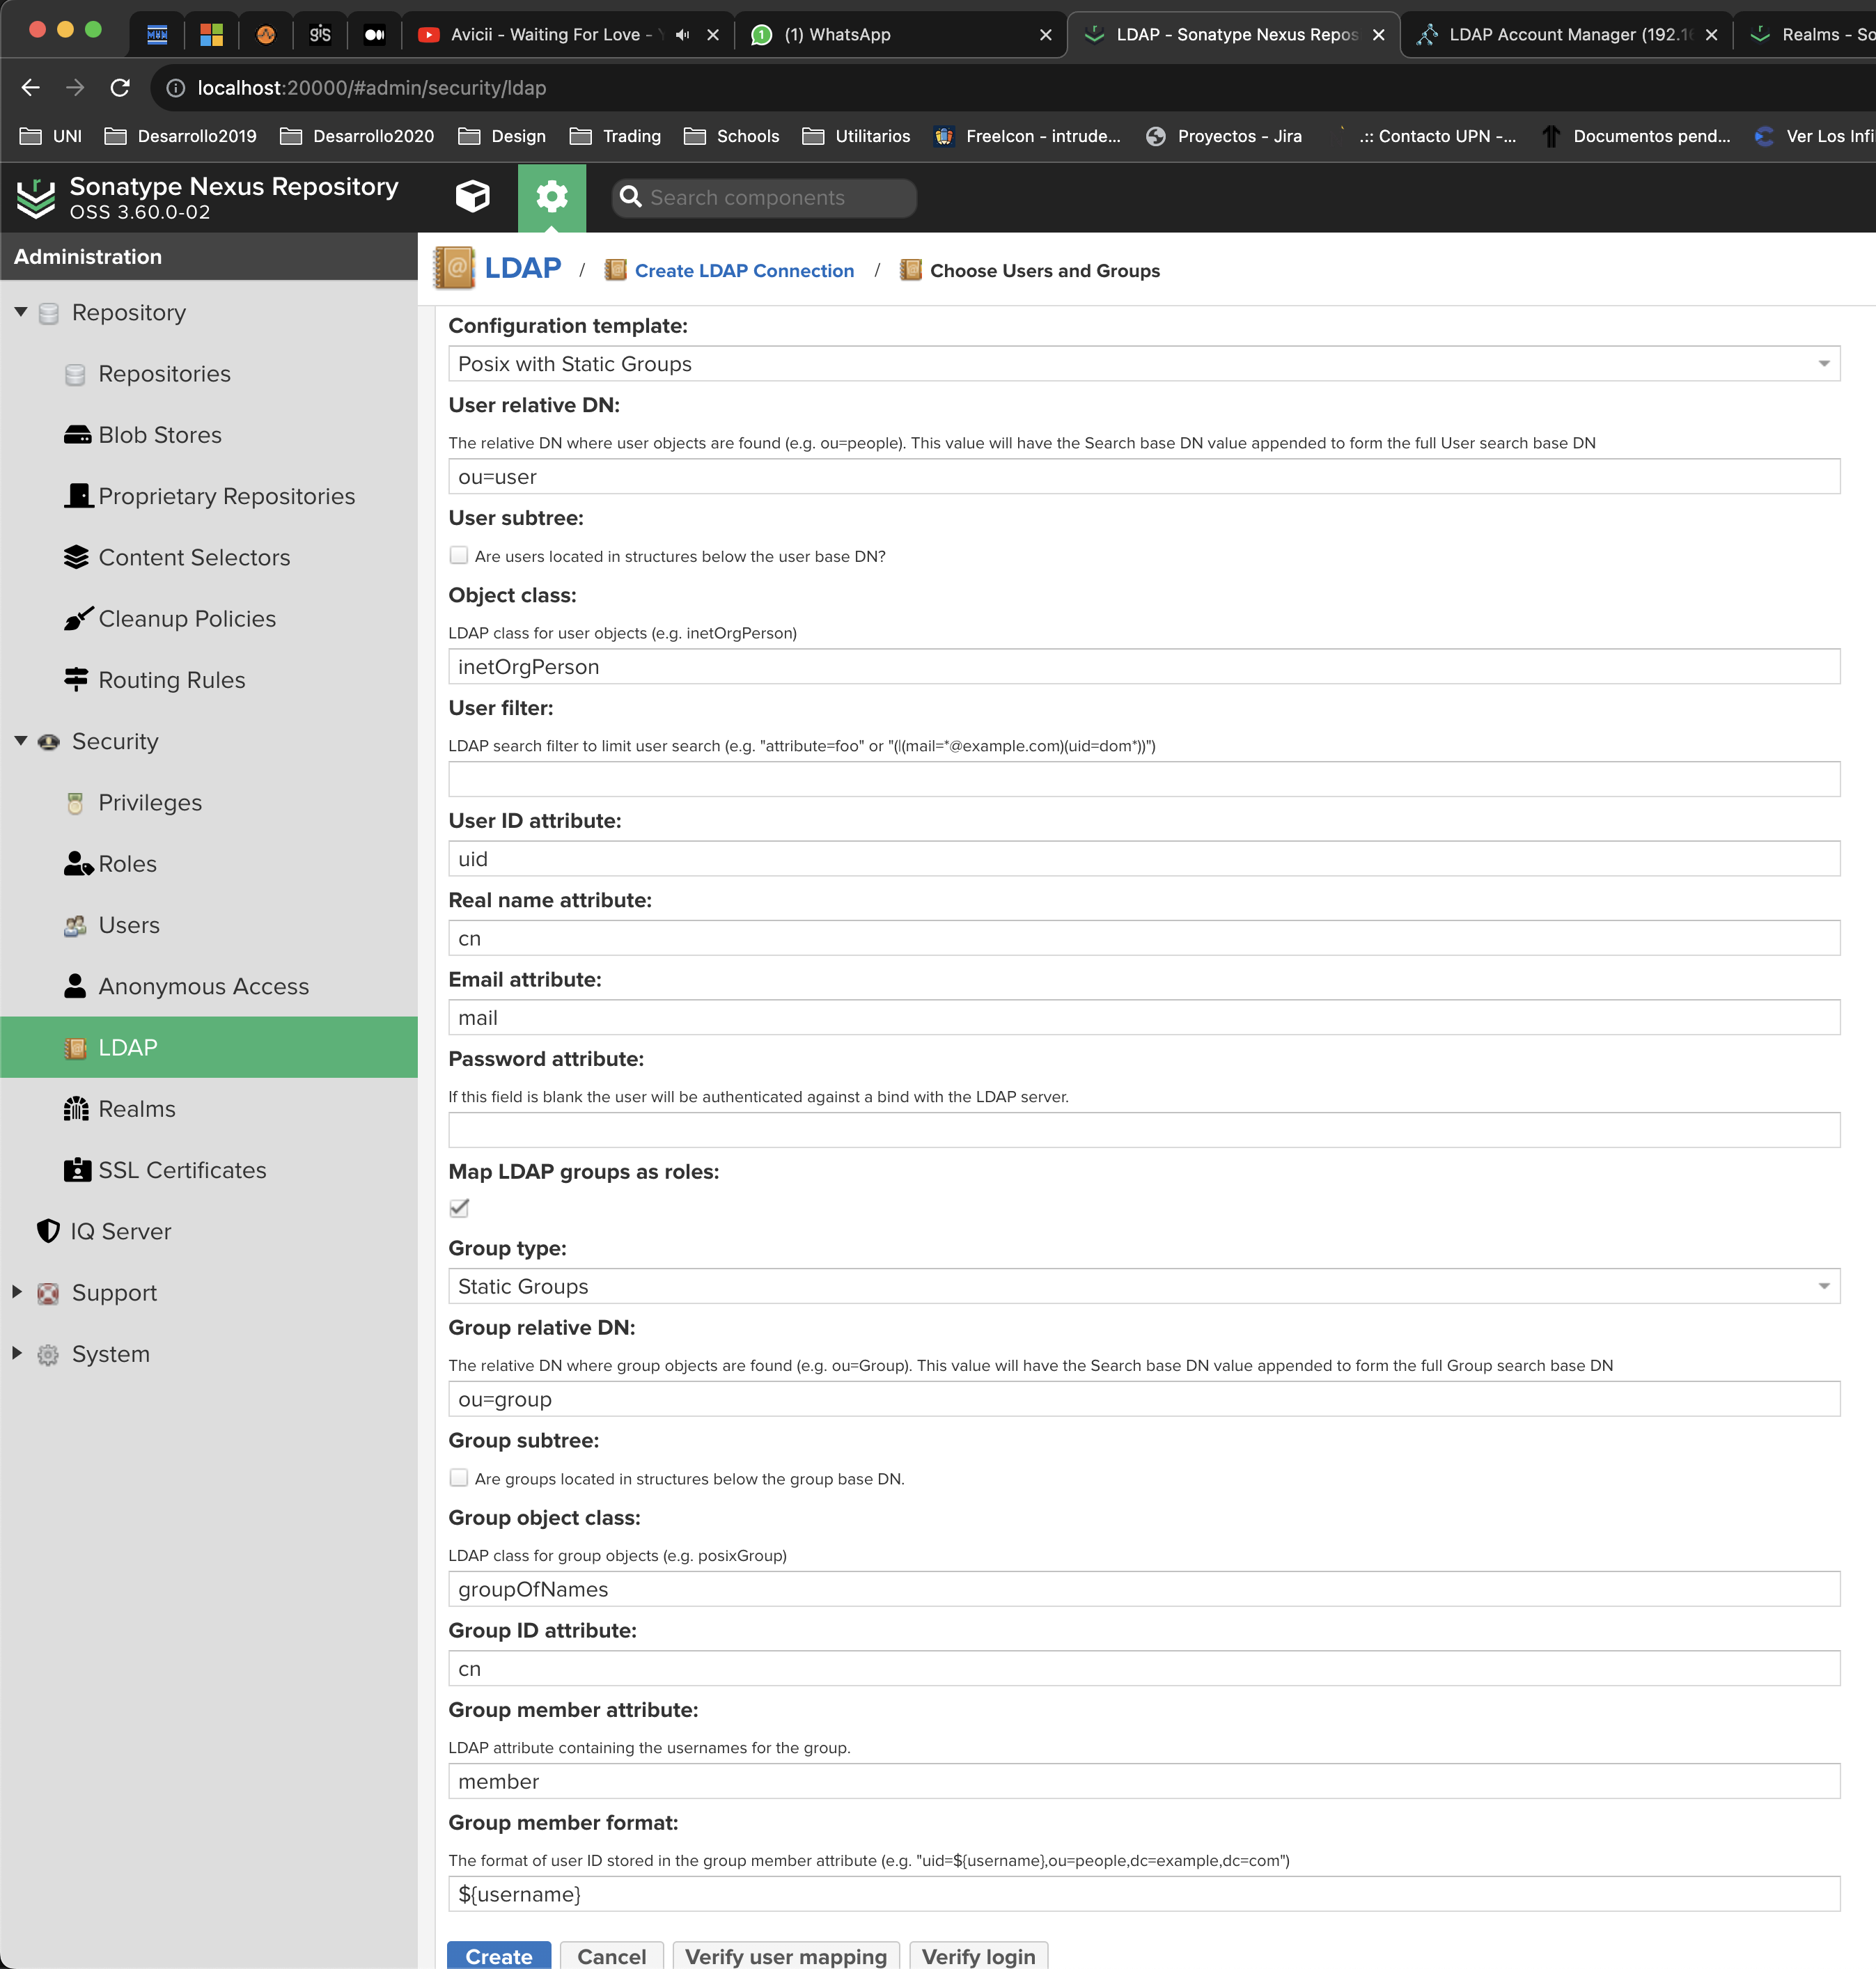 gis
Avicii - Waiting For Love -
1
(1) WhatsApp
LDAP - Sonatype Nexus Repos
LDAP Account Manager (192.1
Realms - So
localhost:20000/#admin/security/ldap
UNI
Desarrollo2019
Desarrollo2020
Design
Trading
Schools
Utilitarios
FreeIcon - intrude...
Proyectos - Jira
.:: Contacto UPN -...
Documentos pend...
Ver Los Infi
Sonatype Nexus Repository
OSS 3.60.0-02
Search components
Administration
Repository
Repositories
Blob Stores
Proprietary Repositories
Content Selectors
Cleanup Policies
Routing Rules
Security
Privileges
Roles
Users
Anonymous Access
LDAP
Realms
SSL Certificates
IQ Server
Support
System
LDAP / Create LDAP Connection / Choose Users and Groups
Configuration template:
Posix with Static Groups
User relative DN:
The relative DN where user objects are found (e.g. ou=people). This value will have the Search base DN value appended to form the full User search base DN
ou=user
User subtree:
Are users located in structures below the user base DN?
Object class:
LDAP class for user objects (e.g. inetOrgPerson)
inetOrgPerson
User filter:
LDAP search filter to limit user search (e.g. "attribute=foo" or "(|(mail=*@example.com)(uid=dom*))")
User ID attribute:
uid
Real name attribute:
cn
Email attribute:
mail
Password attribute:
If this field is blank the user will be authenticated against a bind with the LDAP server.
Map LDAP groups as roles:
Group type:
Static Groups
Group relative DN:
The relative DN where group objects are found (e.g. ou=Group). This value will have the Search base DN value appended to form the full Group search base DN
ou=group
Group subtree:
Are groups located in structures below the group base DN.
Group object class:
LDAP class for group objects (e.g. posixGroup)
groupOfNames
Group ID attribute:
cn
Group member attribute:
LDAP attribute containing the usernames for the group.
member
Group member format:
The format of user ID stored in the group member attribute (e.g. "uid=${username},ou=people,dc=example,dc=com")
${username}
Create
Cancel
Verify user mapping
Verify login